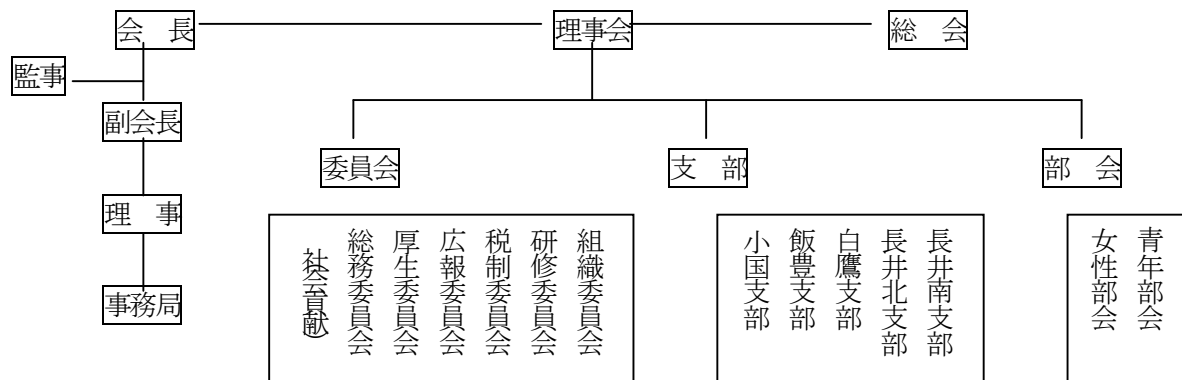 会　長
理事会
総　会
監事
副会長
委員会
支　部
部　会
理　事
事務局
組織委員会
研修委員会
税制委員会
広報委員会
厚生委員会
総務委員会
社会貢献
長井南支部
長井北支部
白鷹支部
飯豊支部
小国支部
青年部会
女性部会